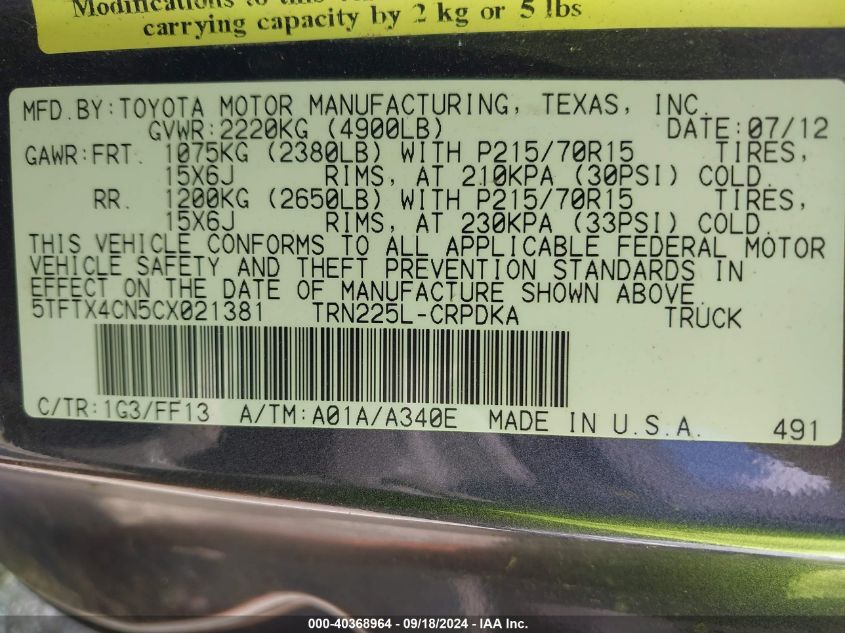 Modifications to this
carrying capacity by 2 kg or 5 lbs
MFD.BY:TOYOTA MOTOR MANUFACTURING, TEXAS, INC.
GVWR:2220KG (4900LB) DATE:07/12
GAWR:FRT. 1075KG (2380LB) WITH P215/70R15 TIRES,
15X6J RIMS, AT 210KPA (30PSI) COLD.
RR. 1200KG (2650LB) WITH P215/70R15 TIRES,
15X6J RIMS, AT 230KPA (33PSI) COLD.
THIS VEHICLE CONFORMS TO ALL APPLICABLE FEDERAL MOTOR
VEHICLE SAFETY AND THEFT PREVENTION STANDARDS IN
EFFECT ON THE DATE OF MANUFACTURE SHOWN ABOVE.
5TFTX4CN5CX021381 TRN225L-CRPDKA TRUCK
C/TR:1G3/FF13 A/TM:A01A/A340E MADE IN U.S.A. 491
000-40368964 - 09/18/2024 - IAA Inc.